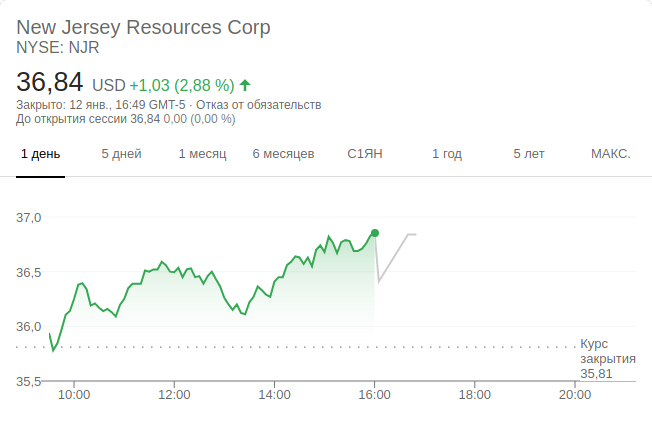 New Jersey Resources Corp
NYSE: NJR
36,84 USD +1,03 (2,88 %)
Закрыто: 12 янв., 16:49 GMT-5 · Отказ от обязательств
До открытия сессии 36,84 0,00 (0,00 %)
1 день 5 дней 1 месяц 6 месяцев С1ЯН 1 год 5 лет МАКС.
37,0
36,5
36,0
Курс
закрытия
35,81
35,5
10:00 12:00 14:00 16:00 18:00 20:00